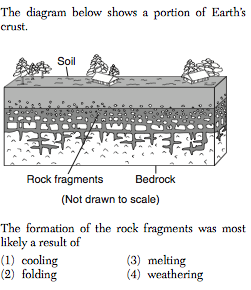 The diagram below shows a portion of Earth's
crust.
Soil
Rock fragments Bedrock
(Not drawn to scale)
The formation of the rock fragments was most
likely a result of
(1) cooling (3) melting
(2) folding (4) weathering